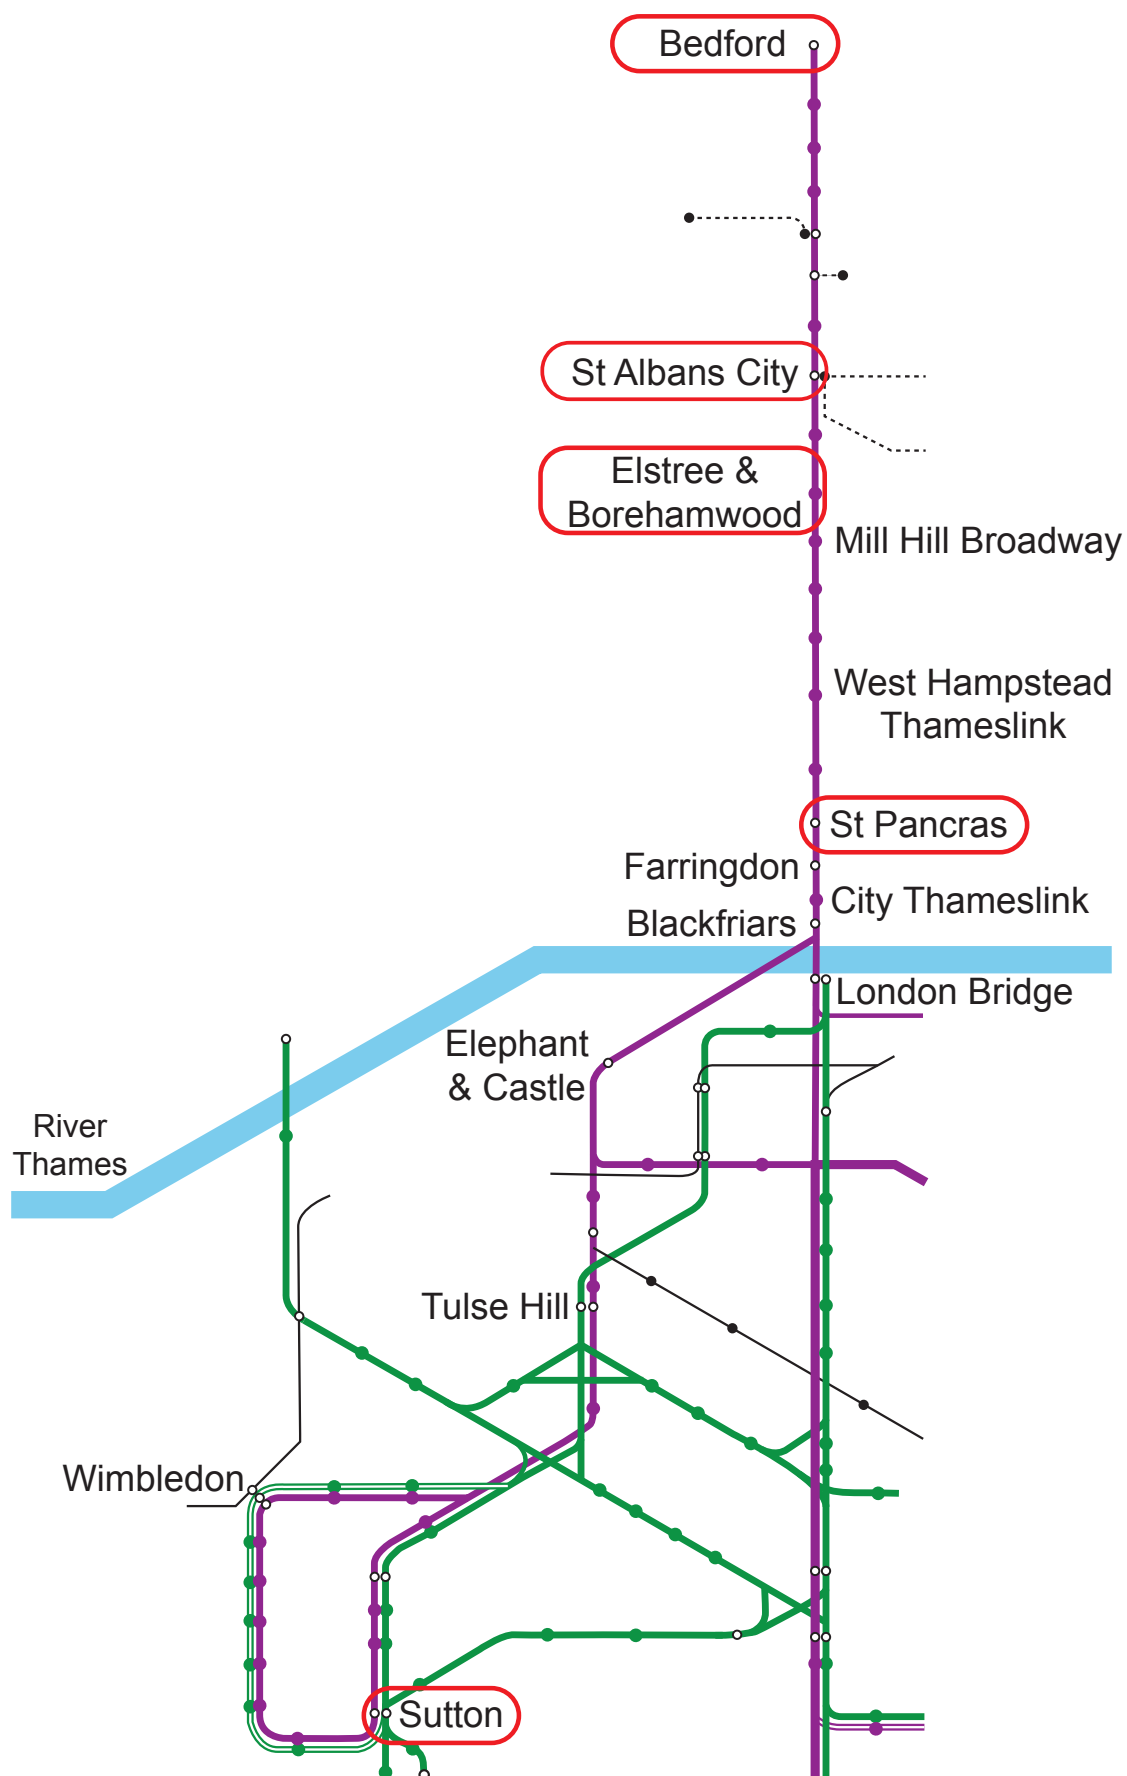 Bedford
St Albans City
Elstree &
Borehamwood
Mill Hill Broadway
West Hampstead
Thameslink
St Pancras
Farringdon
City Thameslink
Blackfriars
London Bridge
Elephant
& Castle
River
Thames
Tulse Hill
Wimbledon
Sutton